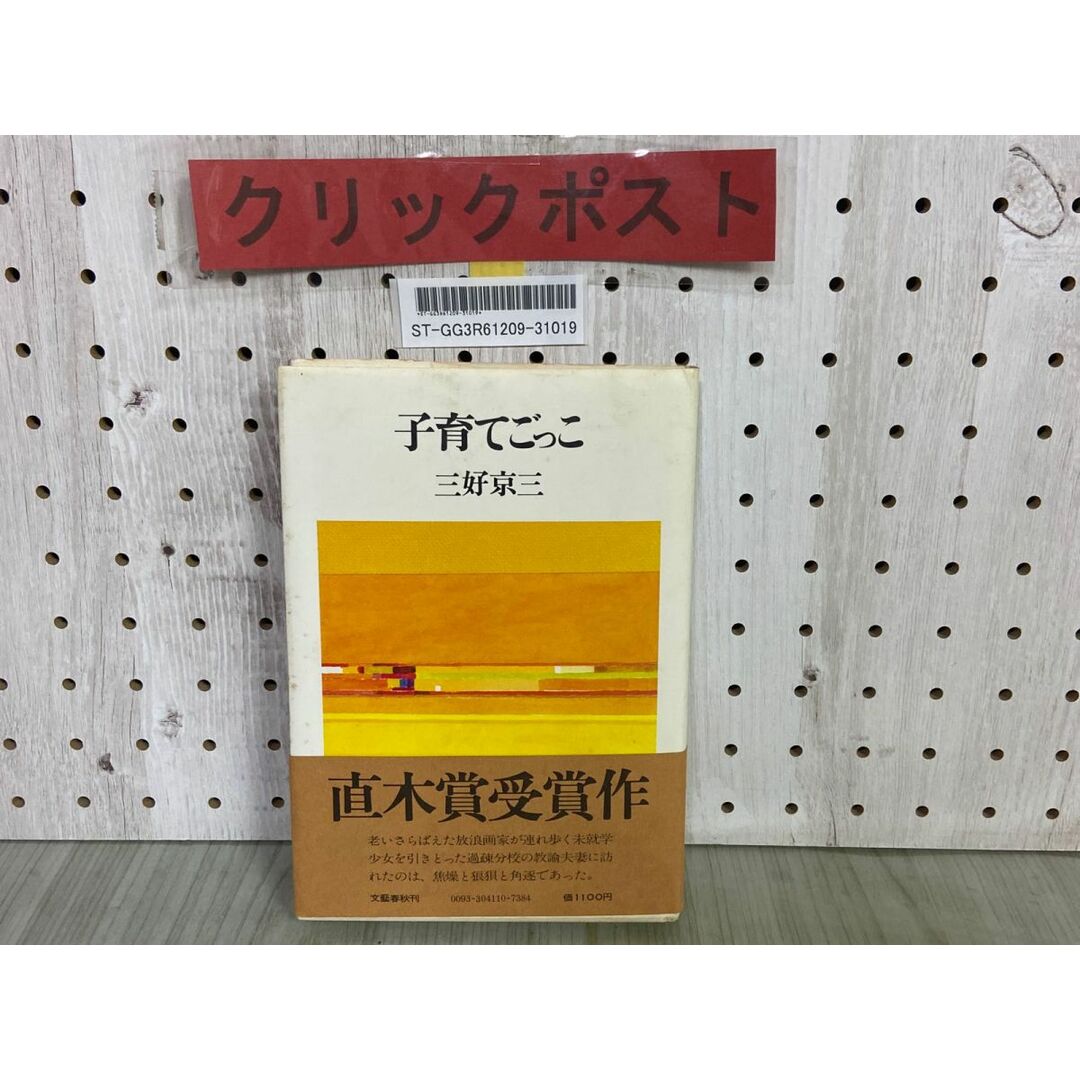 クリックポスト
*ST-GG3R61209-31019*
ST-GG3R61209-31019
子育てごっこ
三好京三
直木賞受賞作
老いさらばえた放浪画家が連れ歩く未就学
少女を引きとった過疎分校の教諭夫妻に訪
れたのは、焦燥と狼狽と角逐であった。
文藝春秋刊 0093-304110-7384 価1100円